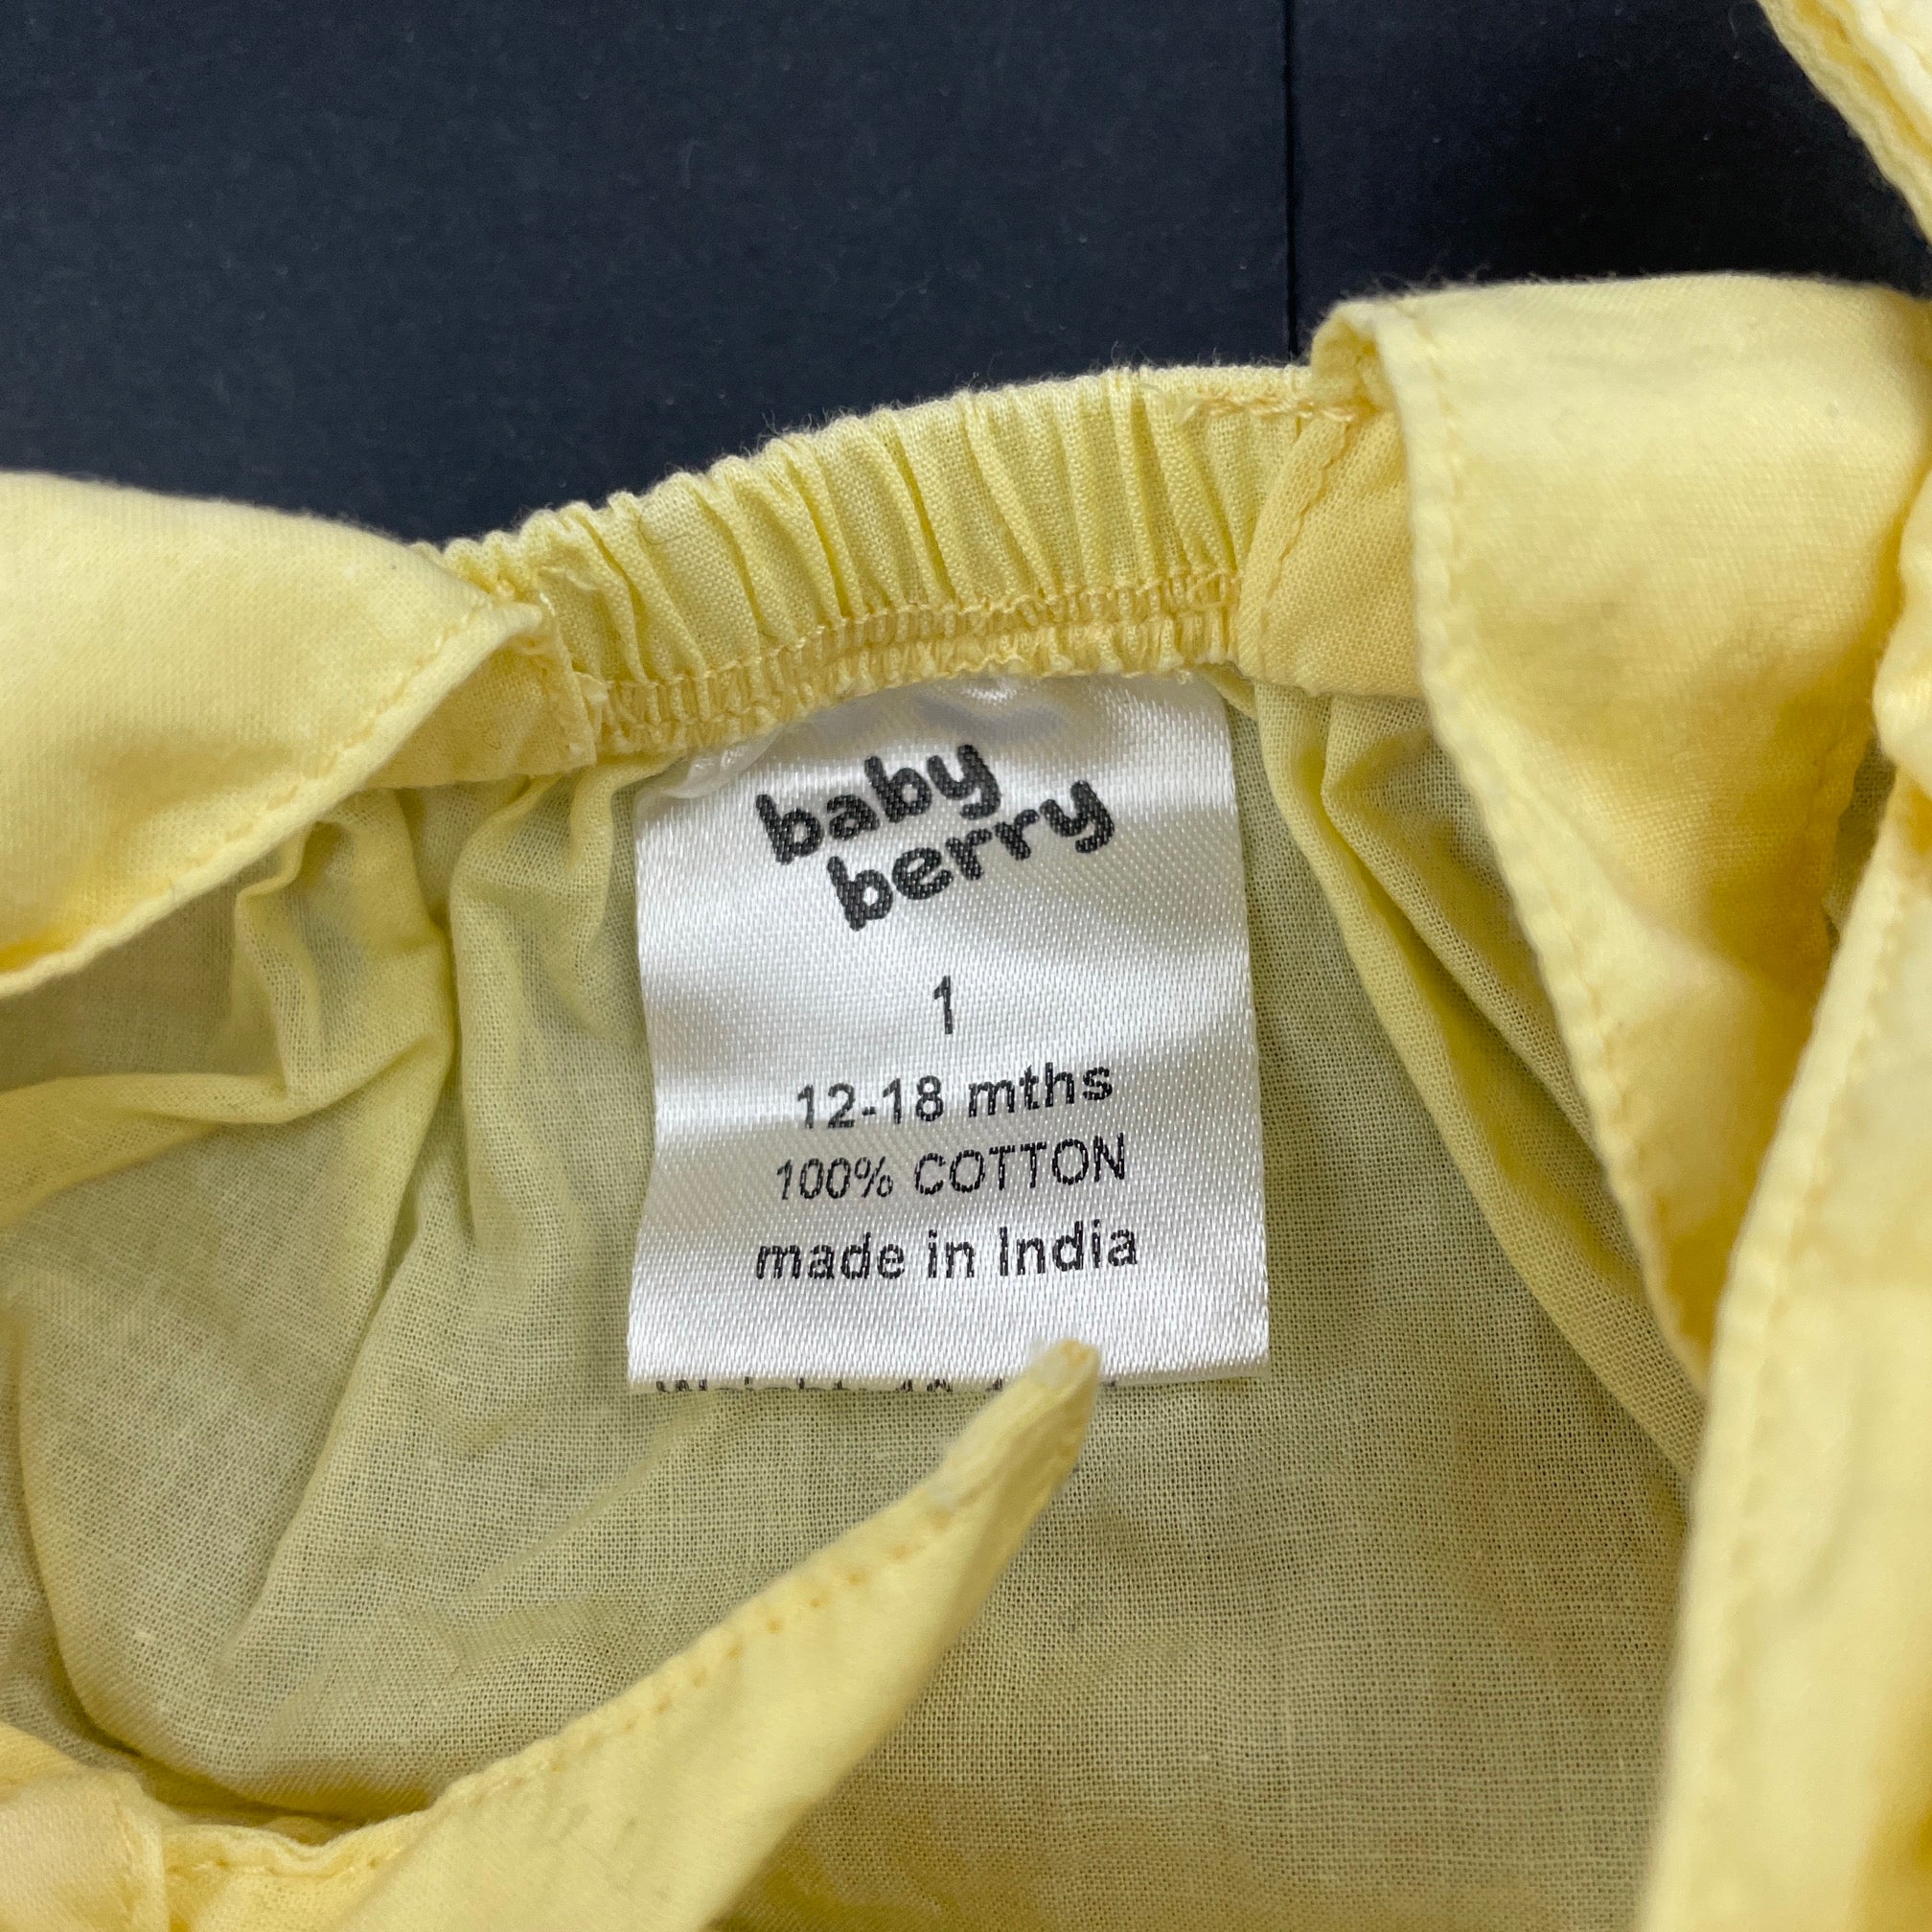 baby
berry
1
12-18 mths
100% COTTON
made in India